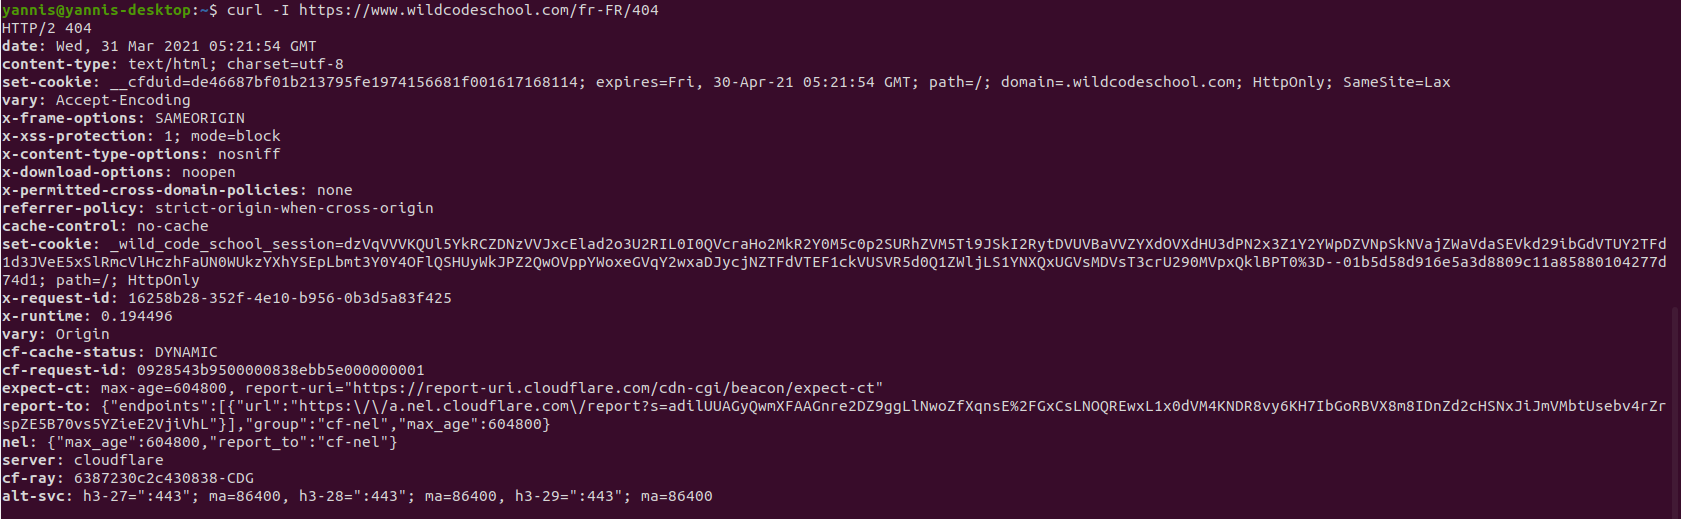 yannis@yannis-desktop:~$ curl -I https://www.wildcodeschool.com/fr-FR/404
HTTP/2 404
date: Wed, 31 Mar 2021 05:21:54 GMT
content-type: text/html; charset=utf-8
set-cookie: __cfduid=de46687bf01b213795fe1974156681f001617168114; expires=Fri, 30-Apr-21 05:21:54 GMT; path=/; domain=.wildcodeschool.com; HttpOnly; SameSite=Lax
vary: Accept-Encoding
x-frame-options: SAMEORIGIN
x-xss-protection: 1; mode=block
x-content-type-options: nosniff
x-download-options: noopen
x-permitted-cross-domain-policies: none
referrer-policy: strict-origin-when-cross-origin
cache-control: no-cache
set-cookie: _wild_code_school_session=dzVqVVVKQUl5YkRCZDNzVVJxcElad2o3U2RIL0I0QVcraHo2MkR2Y0M5c0p2SURhZVM5Ti9JSkI2RytDVUVBaVVZYXdOVXdHU3dPN2x3Z1Y2YWpDZVNpSkNVajZWaVdaSEVkd29ibGdVTUY2TFd
1d3JVeE5xSlRmcVlHczhFaUN0WUkzYXhYSEpLbmt3Y0Y4OFlQSHUyWkJPZ2QwOVppYWoxeGVqY2wxaDJycjNZTFdVTEF1ckVUSVR5d0Q1ZWljLS1YNXQxUGVsMDVsT3crU290MVpxQklBPT0%3D--01b5d58d916e5a3d8809c11a85880104277d
74d1; path=/; HttpOnly
x-request-id: 16258b28-352f-4e10-b956-0b3d5a83f425
x-runtime: 0.194496
vary: Origin
cf-cache-status: DYNAMIC
cf-request-id: 0928543b9500000838ebb5e000000001
expect-ct: max-age=604800, report-uri="https://report-uri.cloudflare.com/cdn-cgi/beacon/expect-ct"
report-to: {"endpoints":[{"url":"https:\/\/a.nel.cloudflare.com\/report?s=adilUUAGyQwmXFAAGnre2DZ9ggLlNwoZfXqnsE%2FGxCsLNOQREwxL1x0dVM4KNDR8vy6KH7IbGoRBVX8m8IDnZd2cHSNxJiJmVMbtUsebv4rZr
spZE5B70vs5YZieE2VjiVhL"}],"group":"cf-nel","max_age":604800}
nel: {"max_age":604800,"report_to":"cf-nel"}
server: cloudflare
cf-ray: 6387230c2c430838-CDG
alt-svc: h3-27=":443"; ma=86400, h3-28=":443"; ma=86400, h3-29=":443"; ma=86400